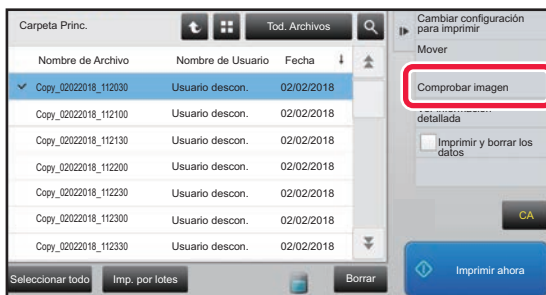 Carpeta Princ.
Tod. Archivos
Nombre de Archivo Nombre de Usuario Fecha
Copy_02022018_112030 Usuario descon. 02/02/2018
Copy_02022018_112100 Usuario descon. 02/02/2018
Copy_02022018_112130 Usuario descon. 02/02/2018
Copy_02022018_112200 Usuario descon. 02/02/2018
Copy_02022018_112230 Usuario descon. 02/02/2018
Copy_02022018_112300 Usuario descon. 02/02/2018
Copy_02022018_112330 Usuario descon. 02/02/2018
Seleccionar todo Imp. por lotes Borrar
Cambiar configuración
para imprimir
Mover
Comprobar imagen
Ver información
detallada
Imprimir y borrar los
datos
CA
Imprimir ahora